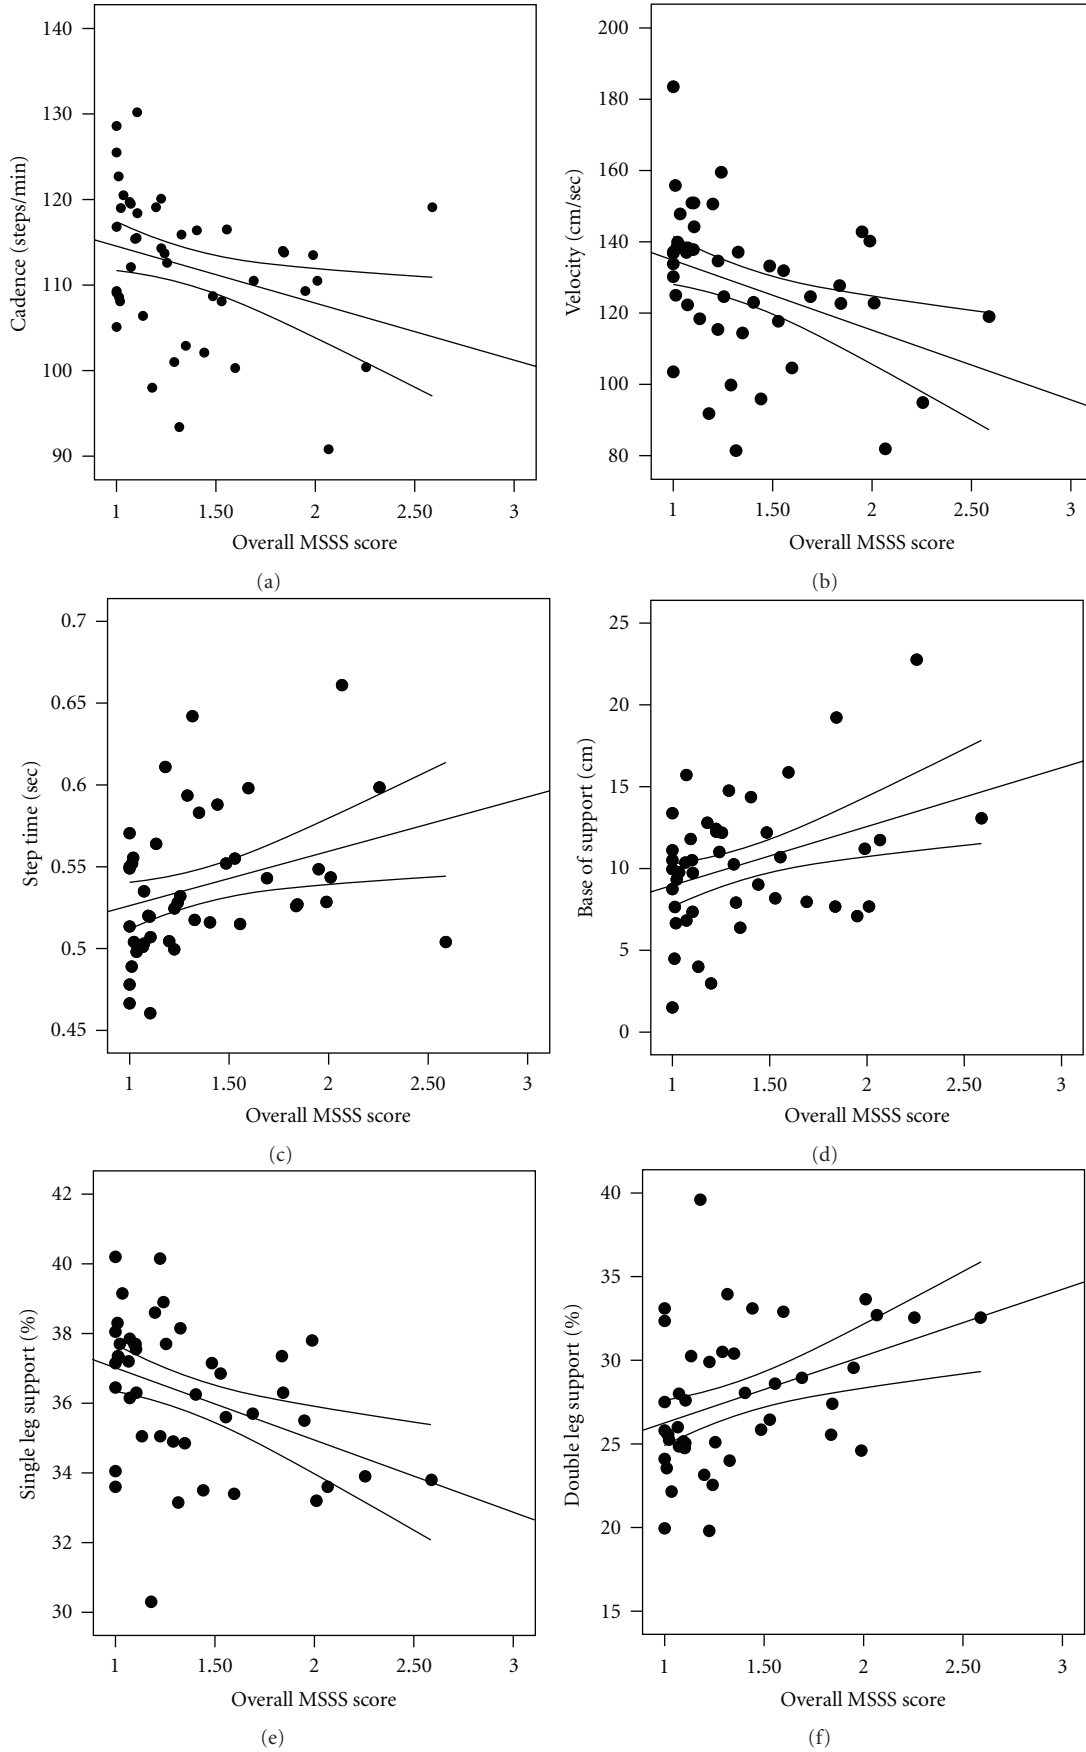 140
130
120
110
100
90
Cadence (steps/min)
1 1.50 2 2.50 3
Overall MSSS score
(a)
200
180
160
140
120
100
80
Velocity (cm/sec)
1 1.50 2 2.50 3
Overall MSSS score
(b)
0.7
0.65
0.6
0.55
0.5
0.45
Step time (sec)
1 1.50 2 2.50 3
Overall MSSS score
(c)
25
20
15
10
5
0
Base of support (cm)
1 1.50 2 2.50 3
Overall MSSS score
(d)
42
40
38
36
34
32
30
Single leg support (%)
1 1.50 2 2.50 3
Overall MSSS score
(e)
40
35
30
25
20
15
Double leg support (%)
1 1.50 2 2.50 3
Overall MSSS score
(f)